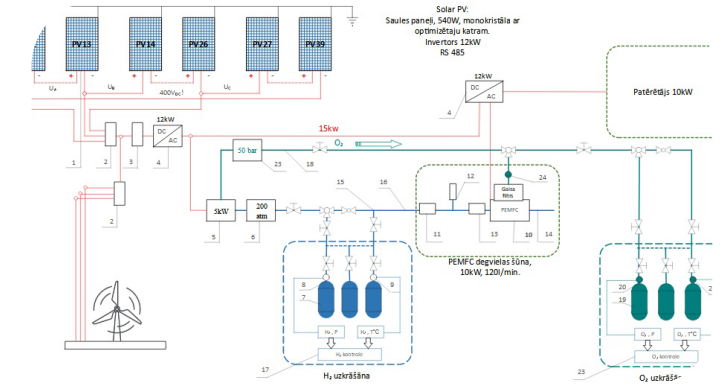 Solar PV:
Saules paneļi, 540W, monokristāla ar
optimizētaju katram.
Invertors 12kW
RS 485
PV13
PV14
PV26
PV27
PV39
- + - + - + - + -
U_A
U_B
U_C
400V_DC!
12kW
DC
AC
4
Patērētājs 10kW
12kW
DC
AC
15kw
O₂
50 bar
1
2
3
4
23
18
2
24
Gaisa
filtrs
12
15
16
5kW
200
atm
PEMFC
5
6
11
13
10
14
PEMFC degvielas šūna,
10kW, 120l/min.
8
7
9
20
19
H₂ , P
H₂ , T°C
O₂ , P
O₂ , T°C
17
H₂ kontrole
O₂ kontrole
H₂ uzkrāšāna
23